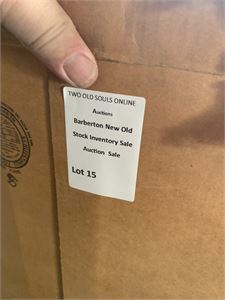 TWO OLD SOULS ONLINE
Auctions
Barberton New Old
Stock Inventory Sale
Auction Sale
Lot 15